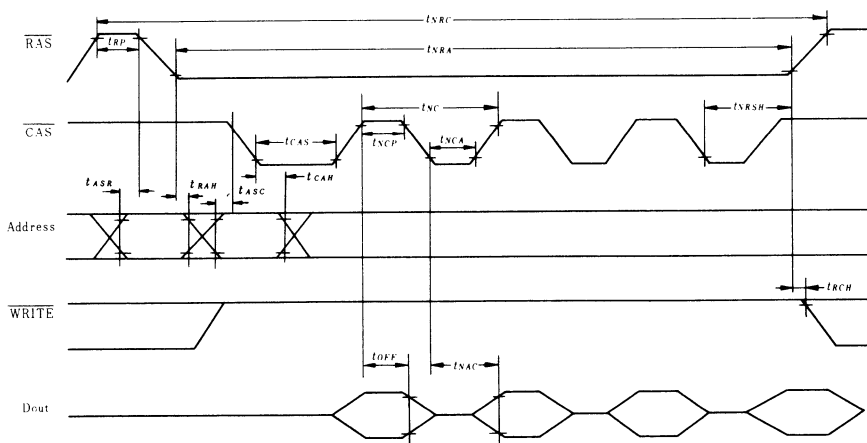 tNRC
RAS
tRP
tNRA
tNC
tNRSH
CAS
tCAS
tNCP
tNCA
tASR
tRAH
tASC
tCAH
Address
WRITE
tRCH
tOFF
tNAC
Dout